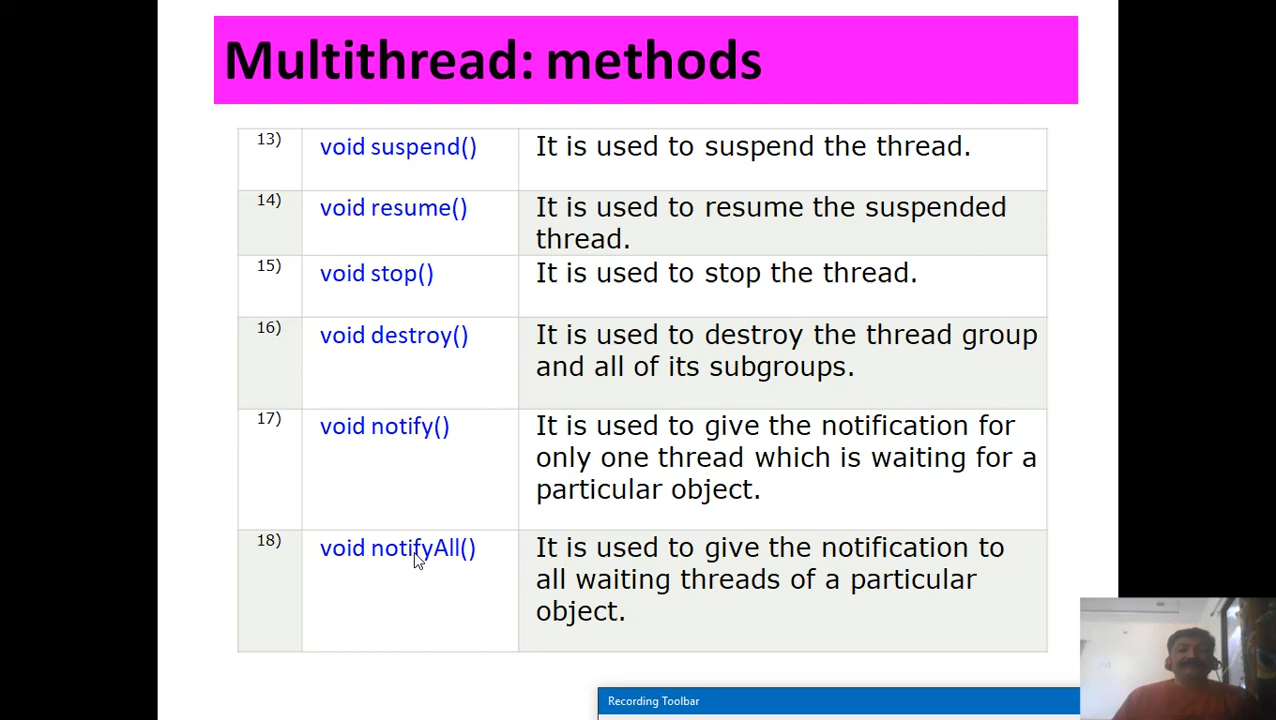 Multithread: methods
13) void suspend() It is used to suspend the thread.
14) void resume() It is used to resume the suspended
thread.
15) void stop() It is used to stop the thread.
16) void destroy() It is used to destroy the thread group
and all of its subgroups.
17) void notify() It is used to give the notification for
only one thread which is waiting for a
particular object.
18) void notifyAll() It is used to give the notification to
all waiting threads of a particular
object.
Recording Toolbar